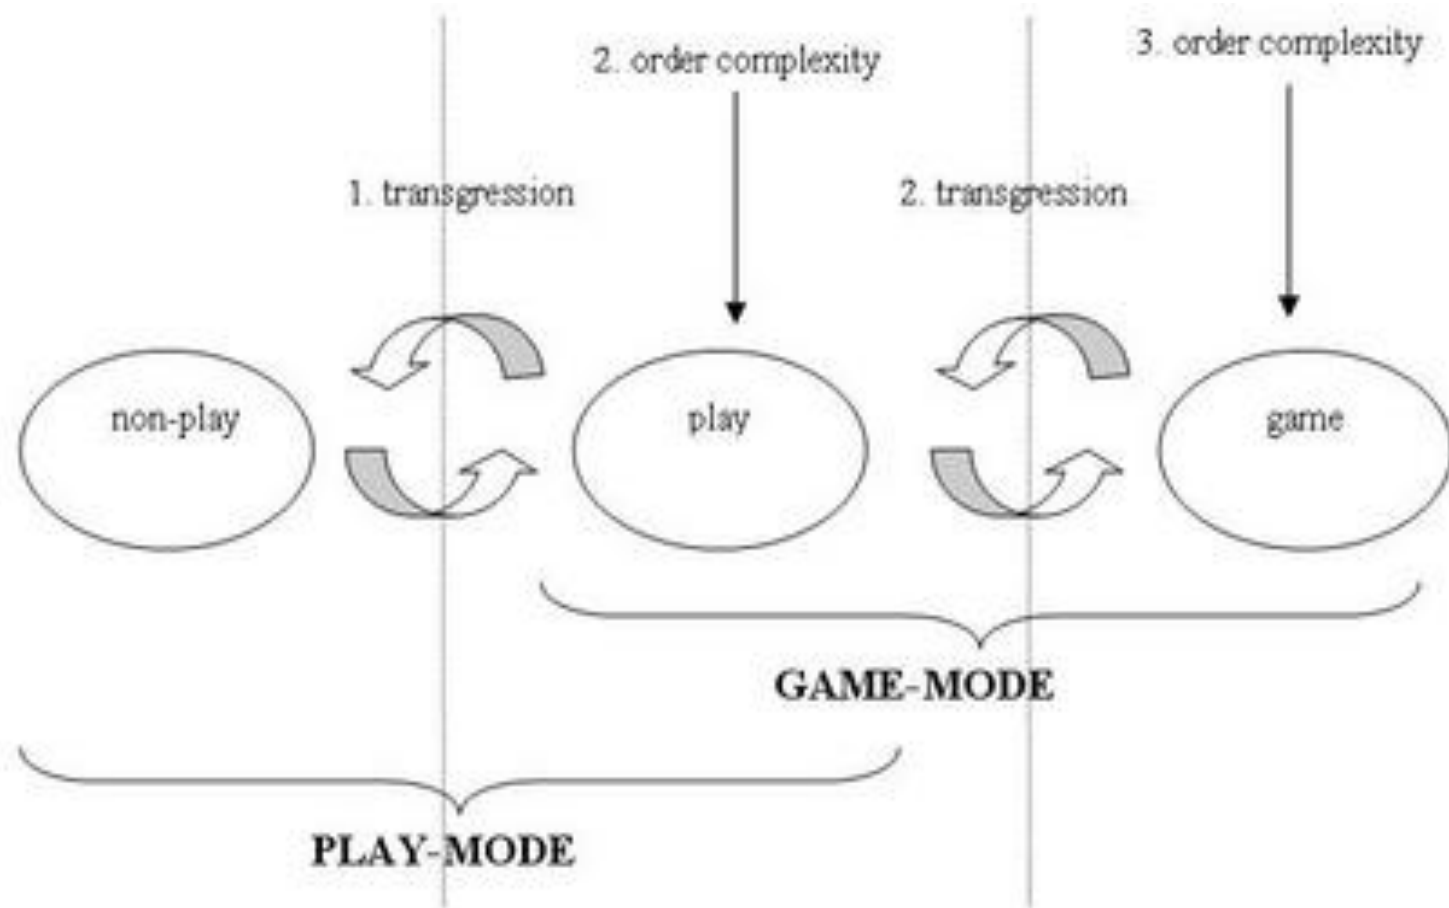 2. order complexity
3. order complexity
1. transgression
2. transgression
non-play
play
game
GAME-MODE
PLAY-MODE